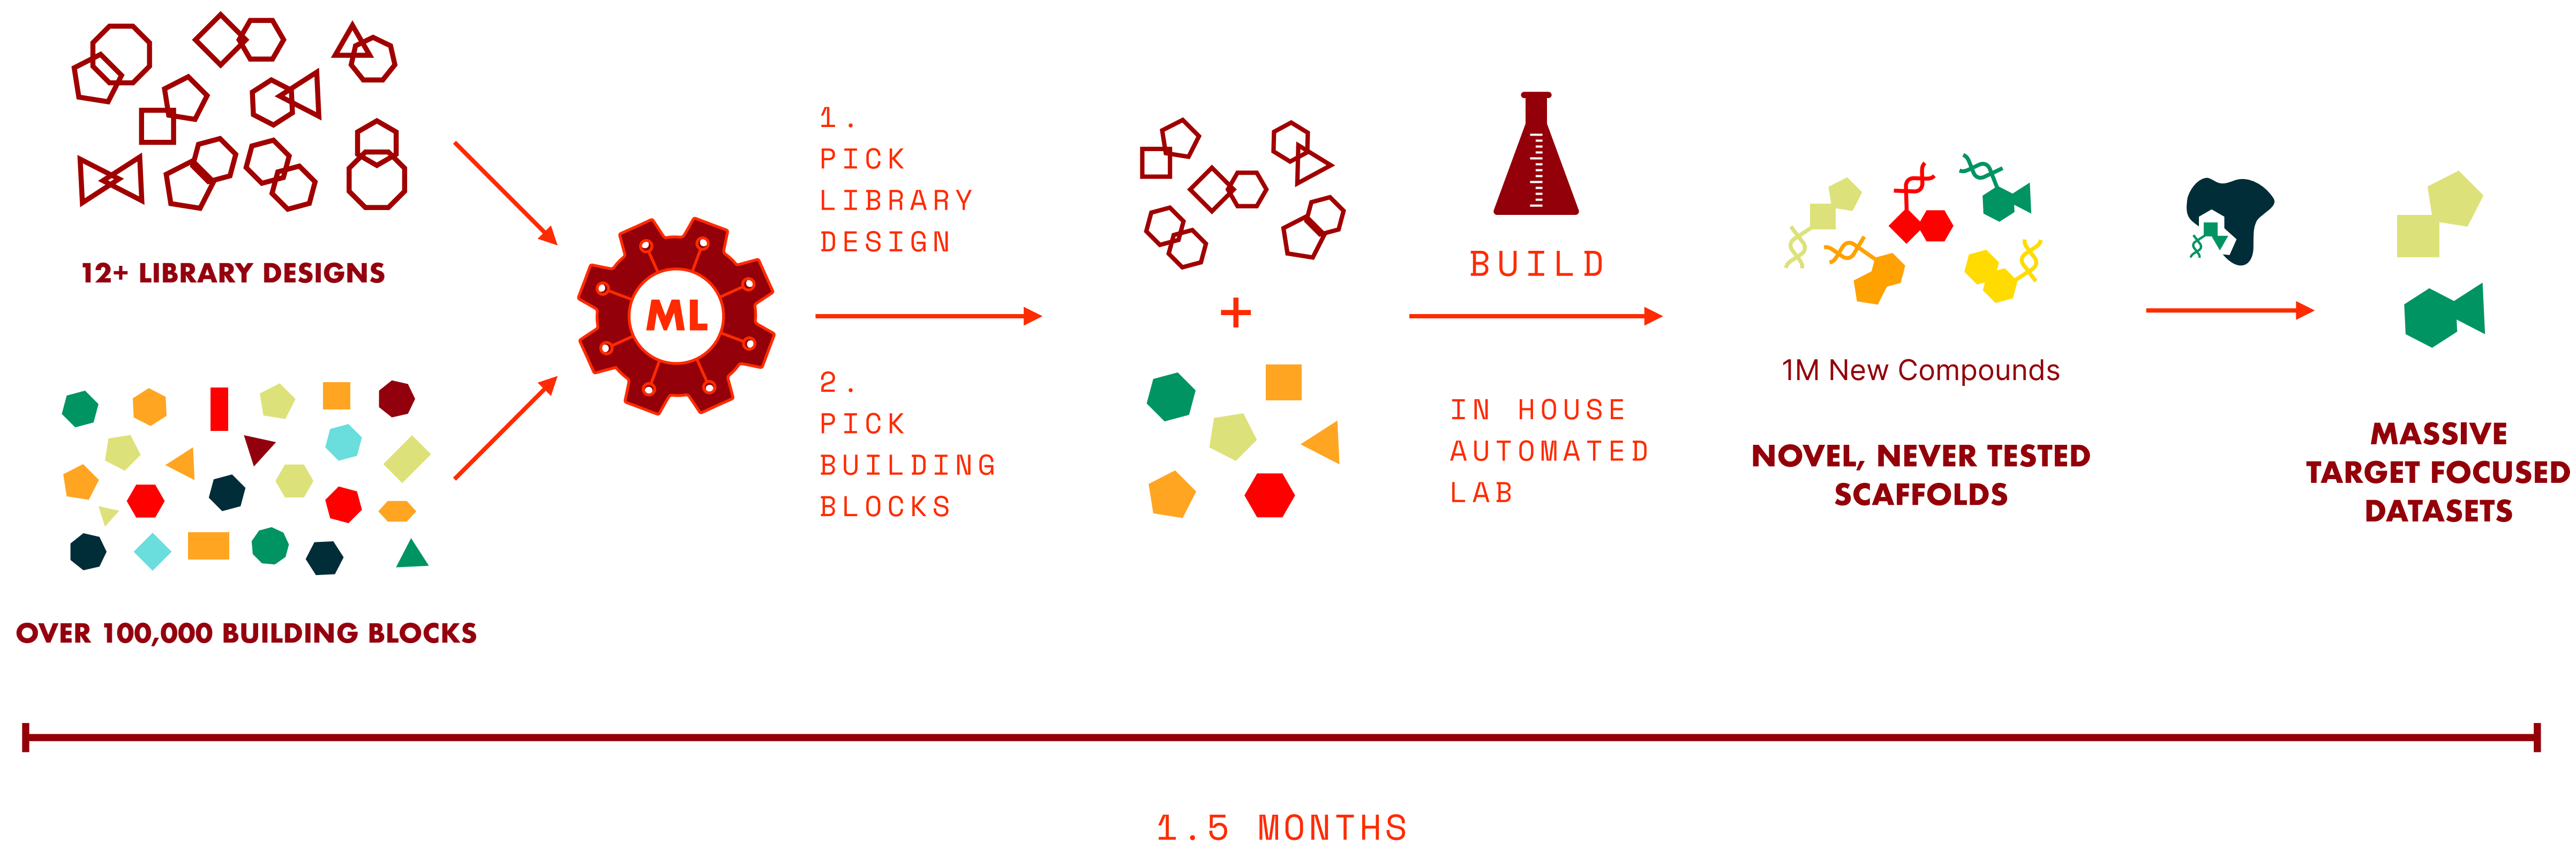 12+ LIBRARY DESIGNS
OVER 100,000 BUILDING BLOCKS
ML
1.
PICK
LIBRARY
DESIGN
2.
PICK
BUILDING
BLOCKS
+
BUILD
IN HOUSE
AUTOMATED
LAB
1M New Compounds
NOVEL, NEVER TESTED
SCAFFOLDS
MASSIVE
TARGET FOCUSED
DATASETS
1.5 MONTHS